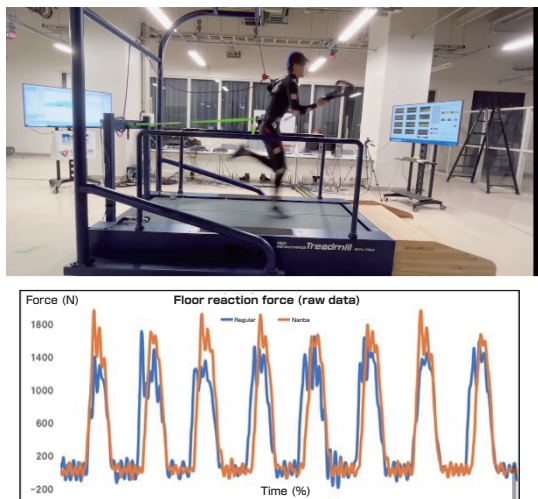 High
Performance Treadmill
Force (N)
Floor reaction force (raw data)
Regular
Nanba
1800
1400
1000
600
200
−200
Time (%)